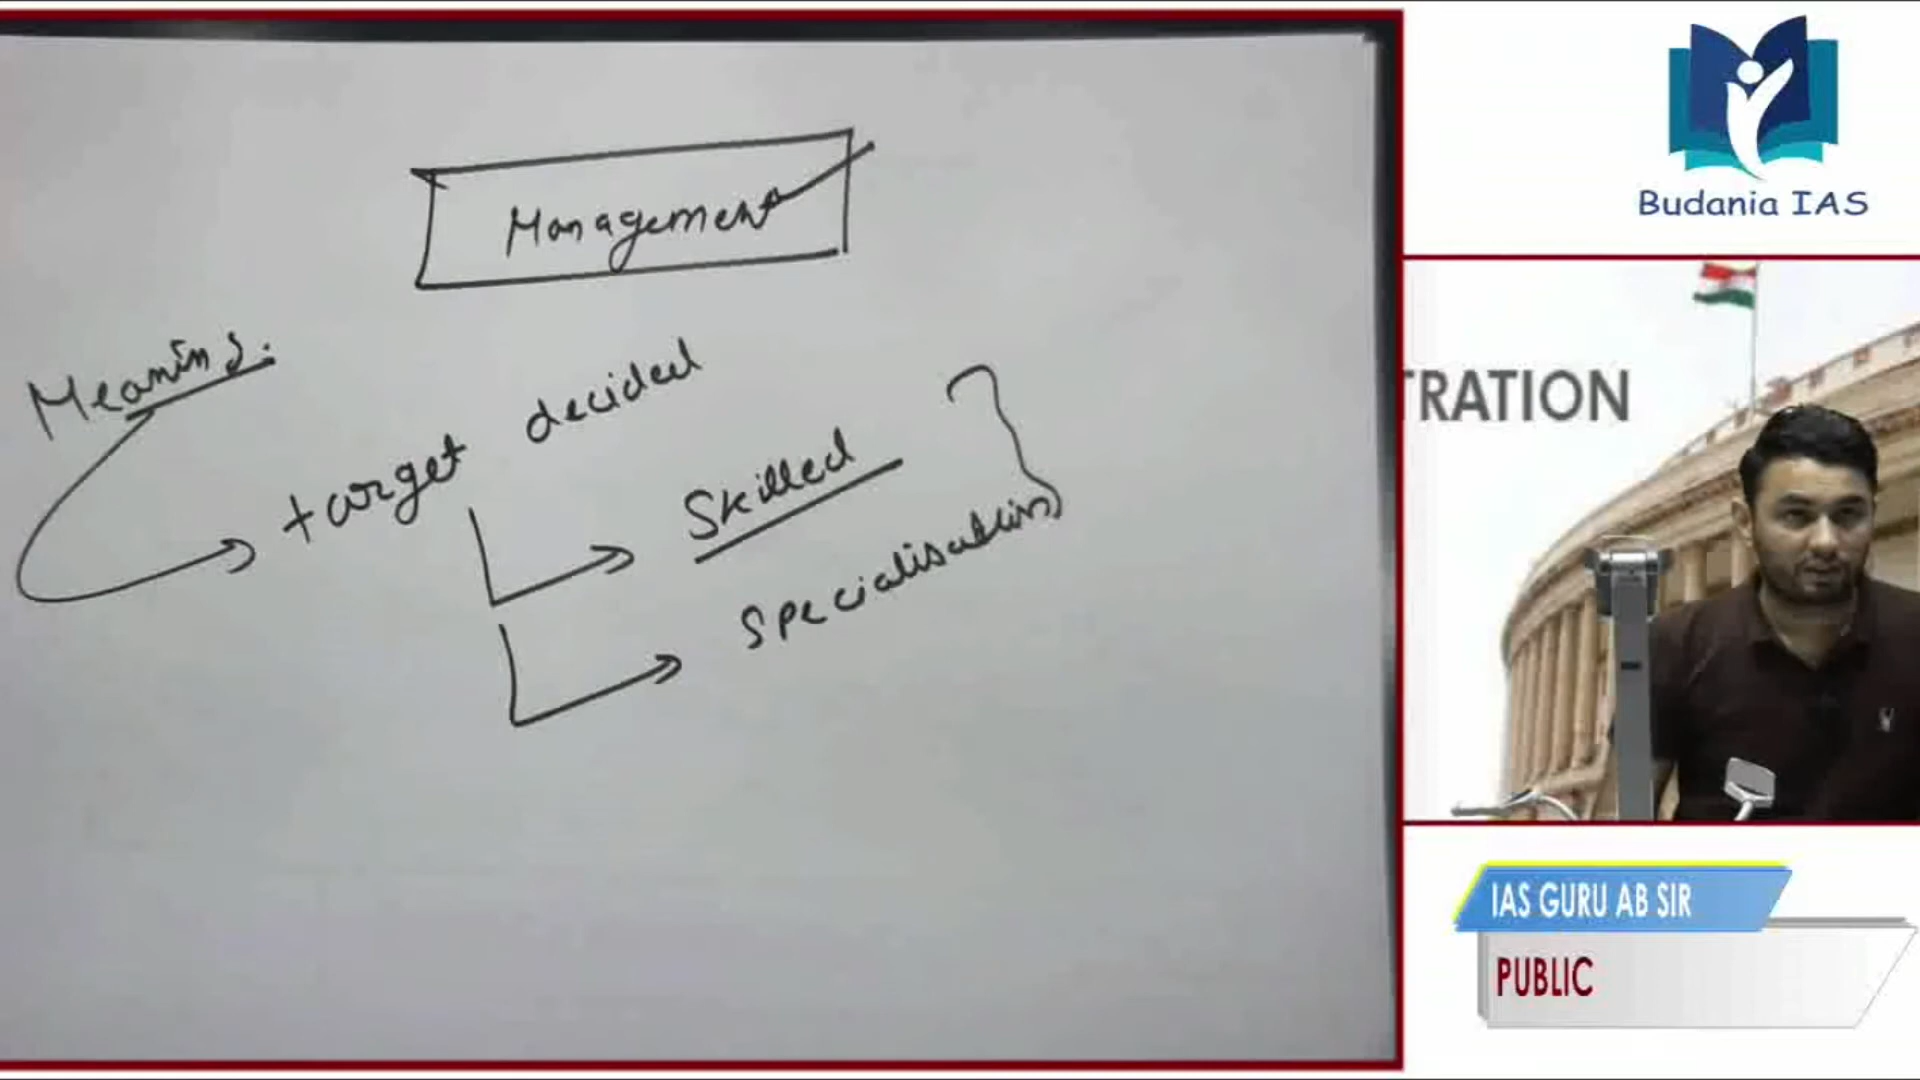 Management
Meaning:
target decided
Skilled
Specialisation
Budania IAS
TRATION
IAS GURU AB SIR
PUBLIC